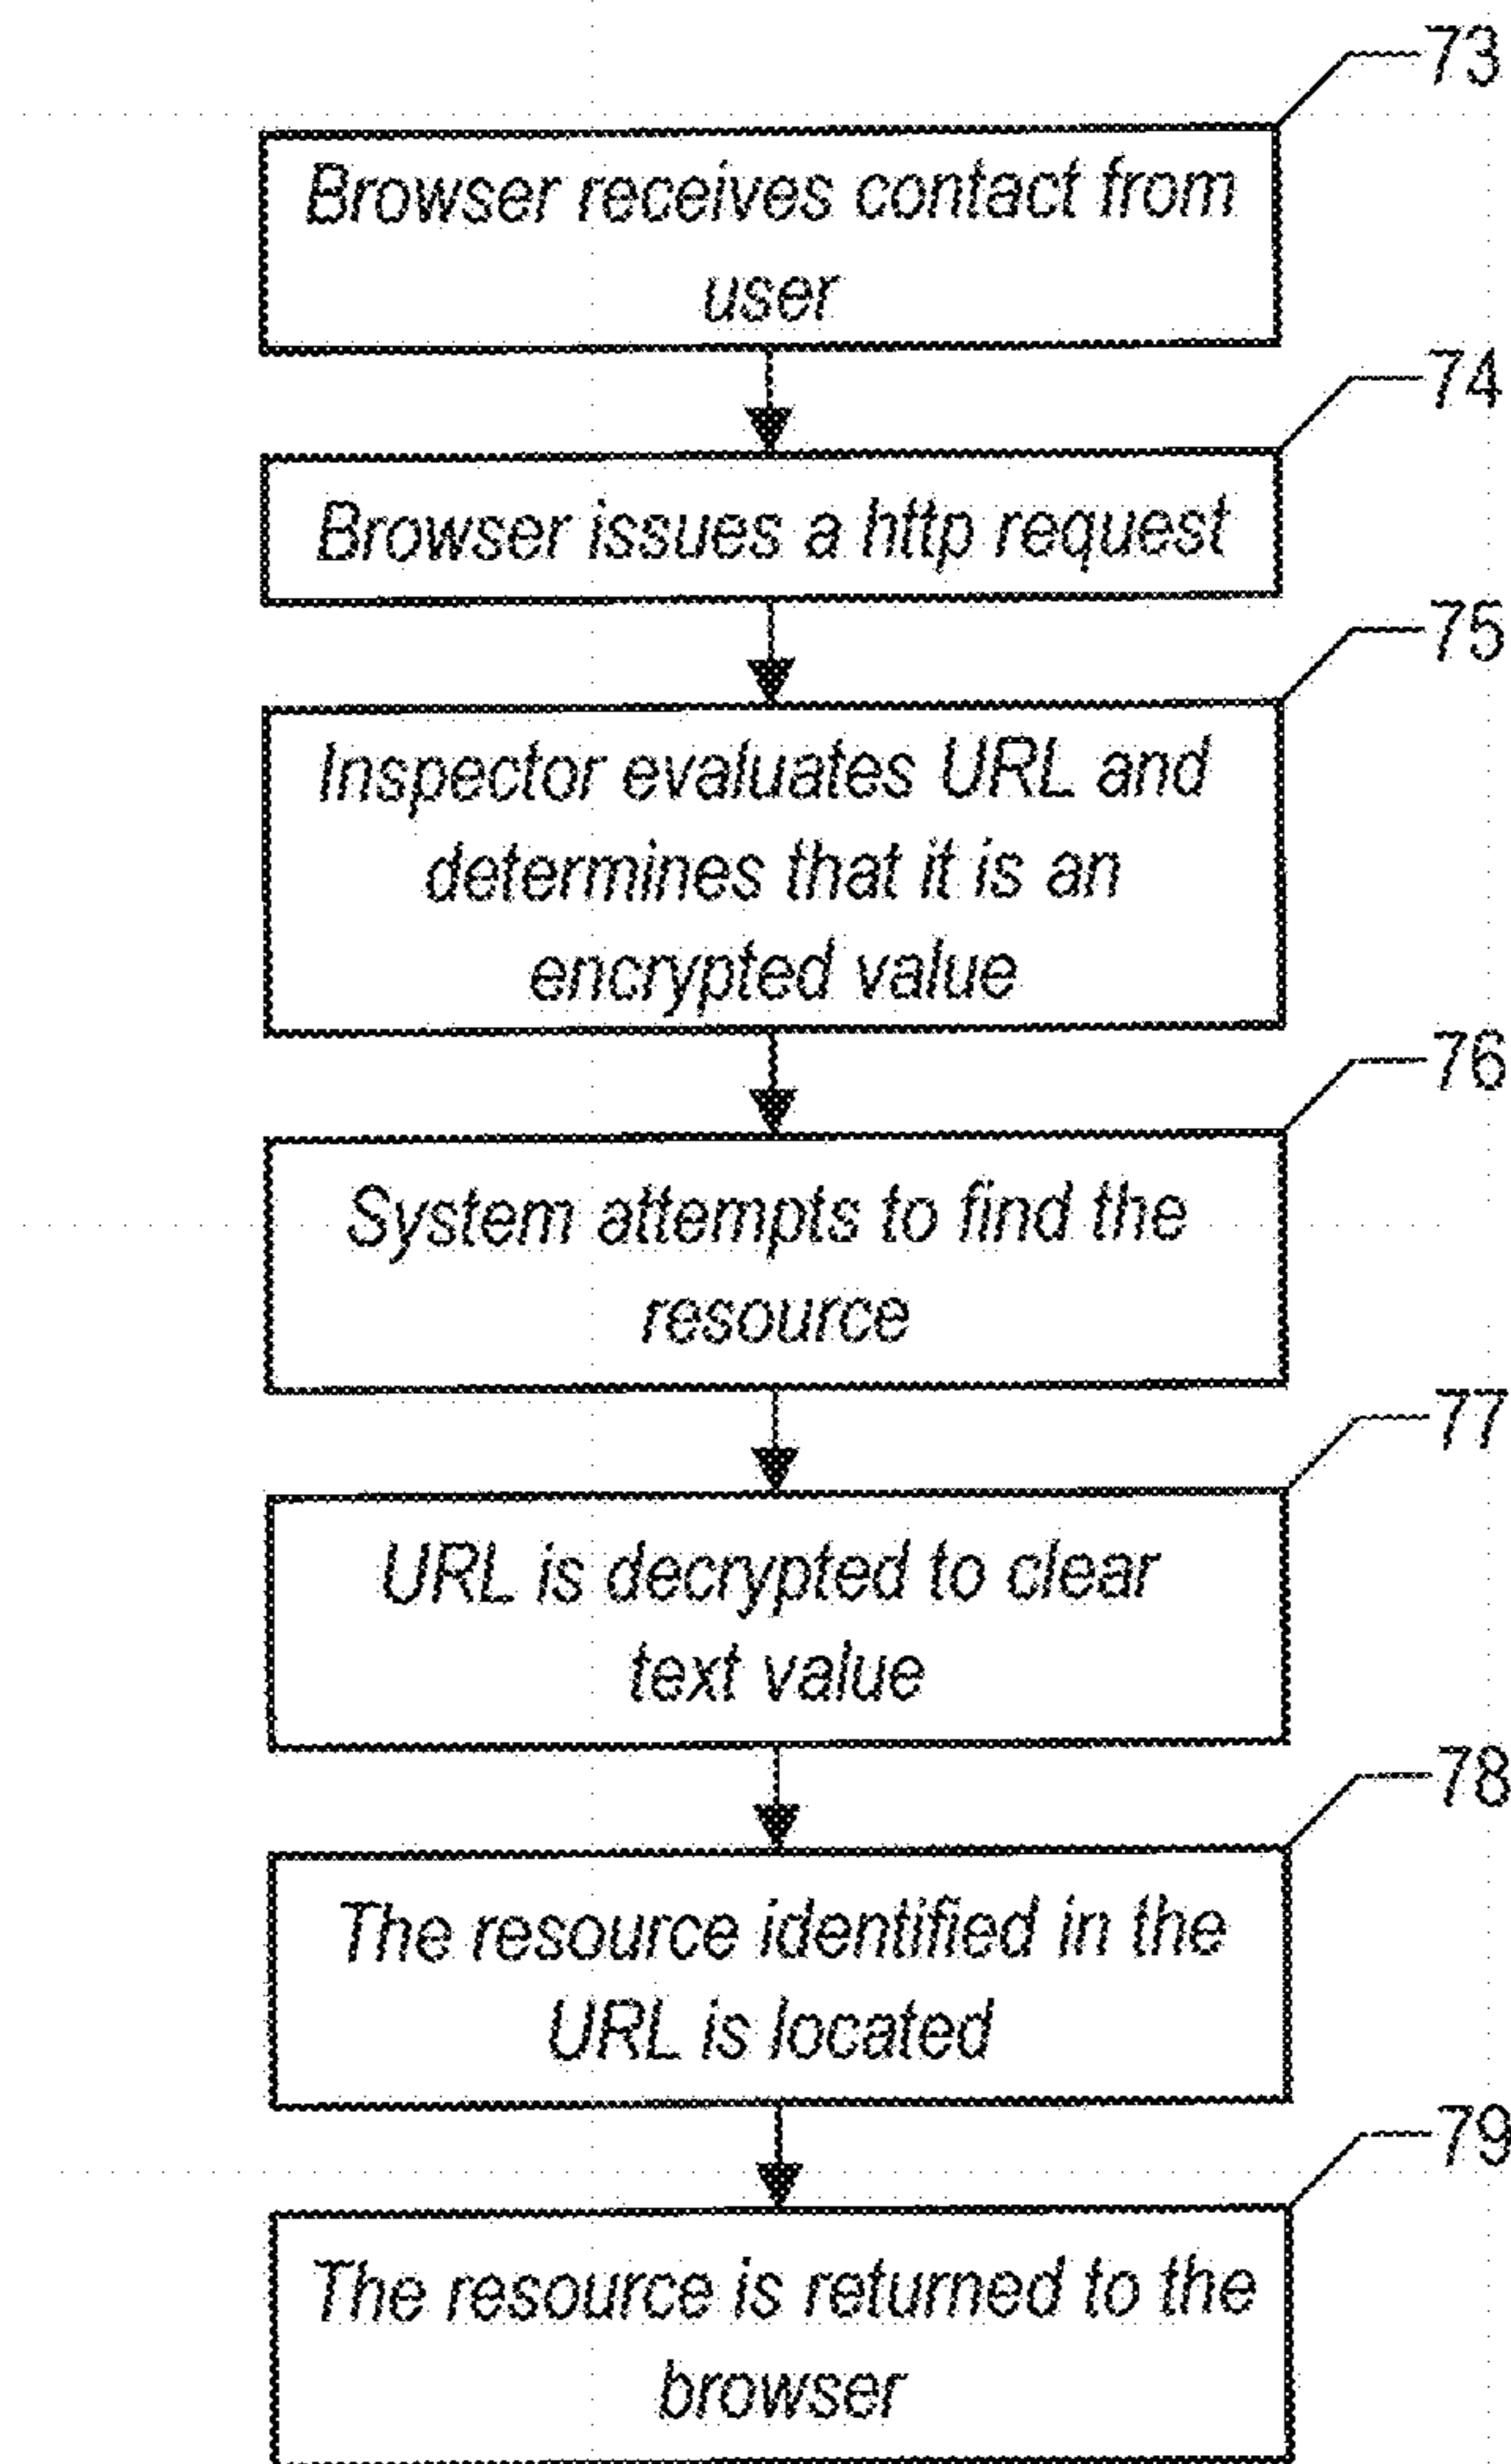 73
Browser receives contact from
user
74
Browser issues a http request
75
Inspector evaluates URL and
determines that it is an
encrypted value
76
System attempts to find the
resource
77
URL is decrypted to clear
text value
78
The resource identified in the
URL is located
79
The resource is returned to the
browser